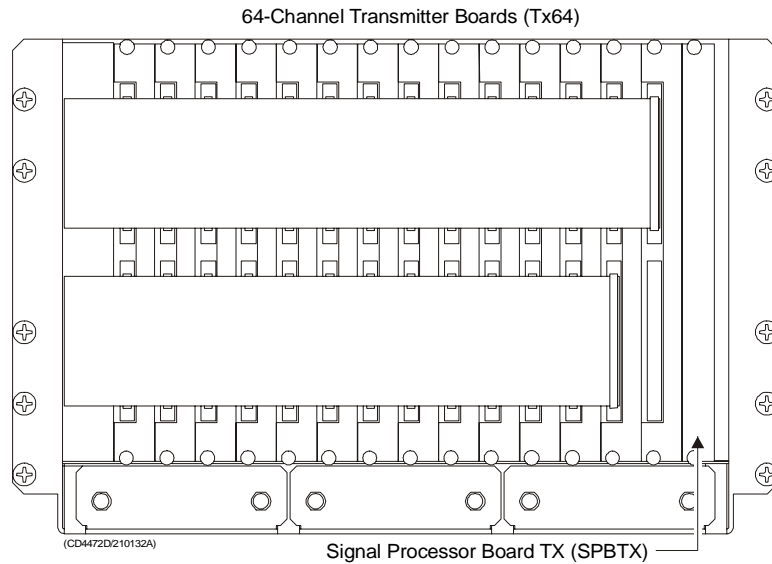 64-Channel Transmitter Boards (Tx64)
(CD4472D/210132A)
Signal Processor Board TX (SPBTX)